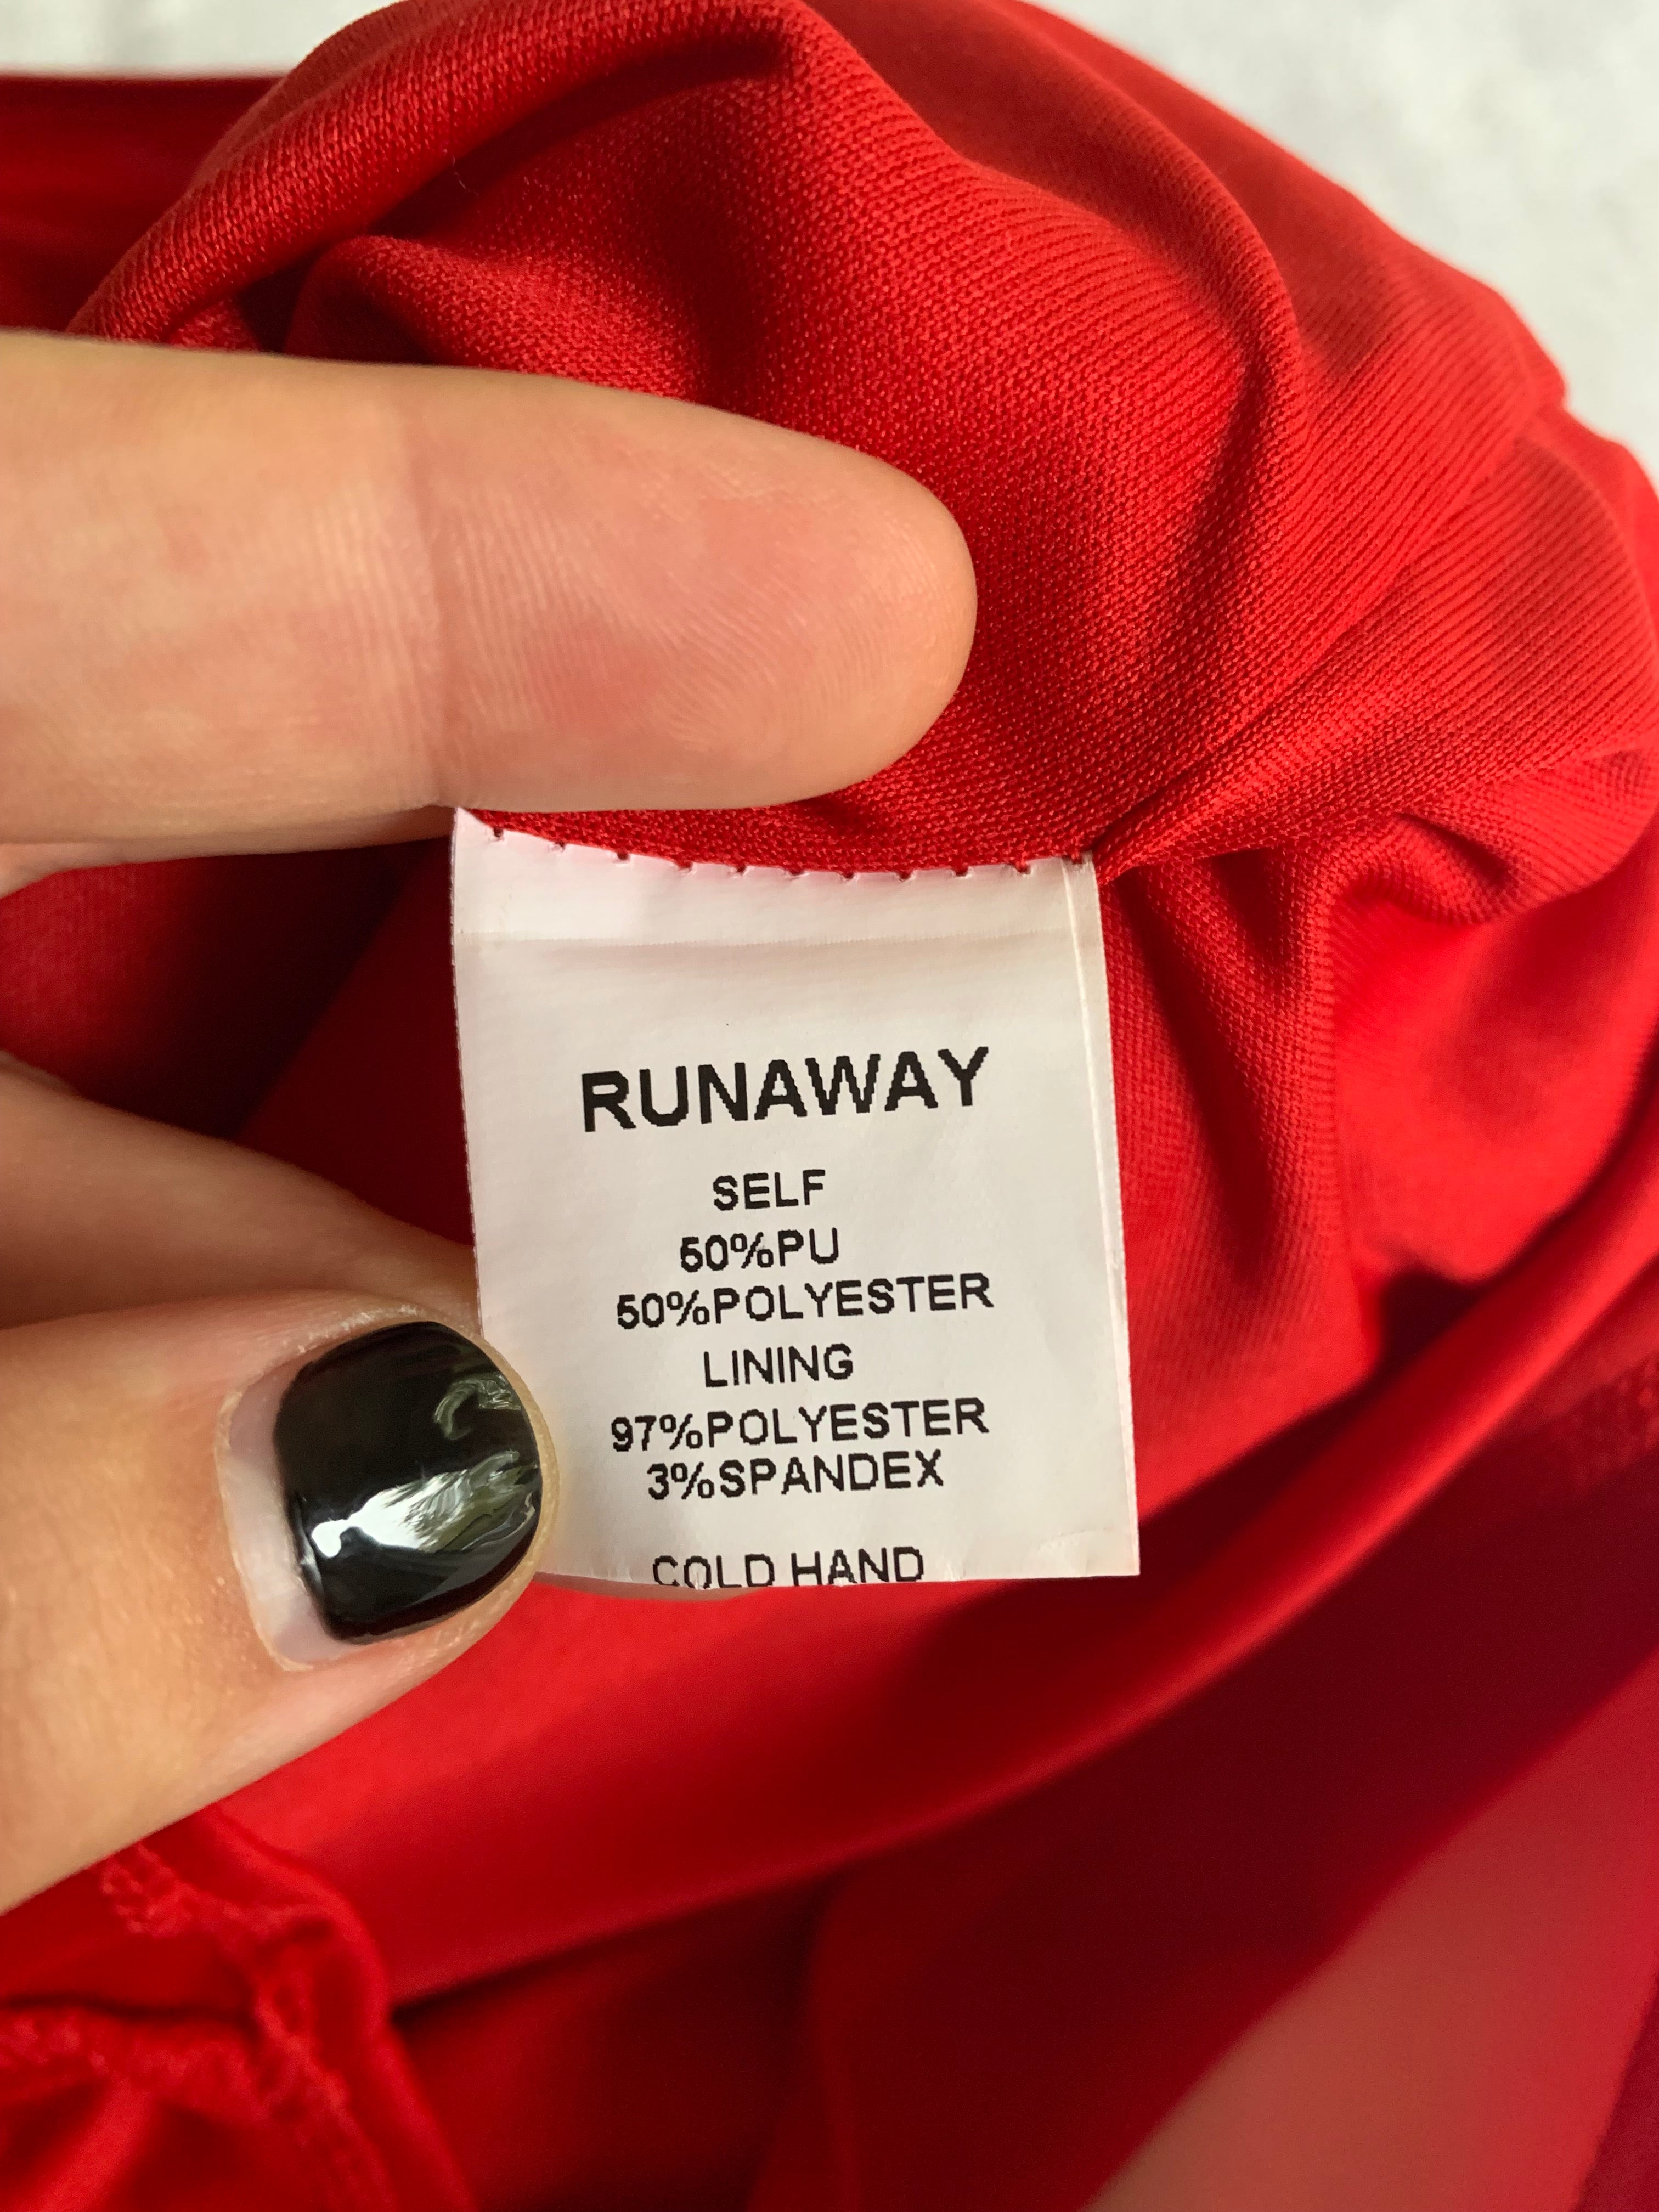 RUNAWAY
SELF
50%PU
50%POLYESTER
LINING
97%POLYESTER
3%SPANDEX
COLD HAND